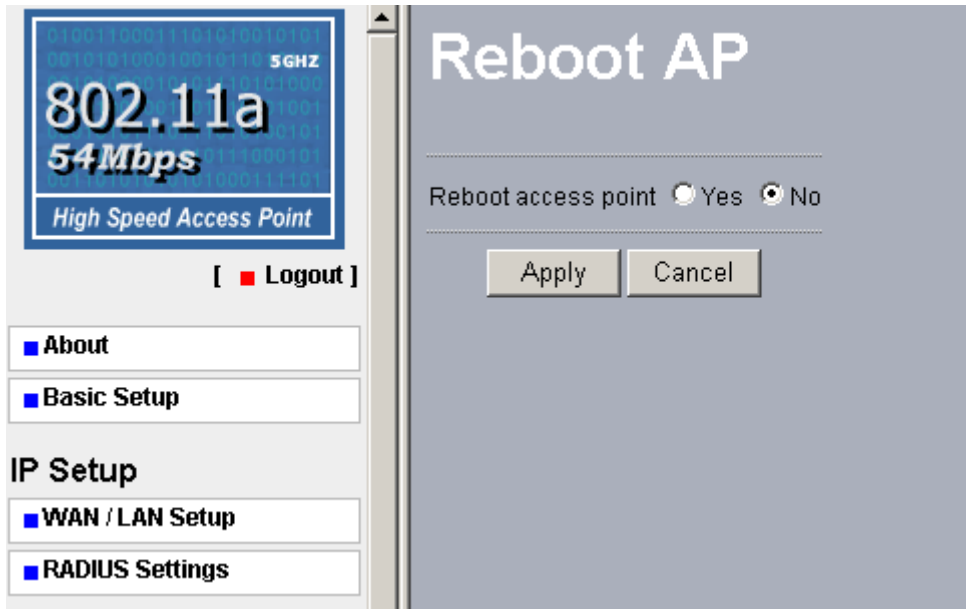 5GHZ
802.11a
54Mbps
High Speed Access Point
[ Logout ]
About
Basic Setup
IP Setup
WAN / LAN Setup
RADIUS Settings
Reboot AP
Reboot access point Yes No
Apply Cancel